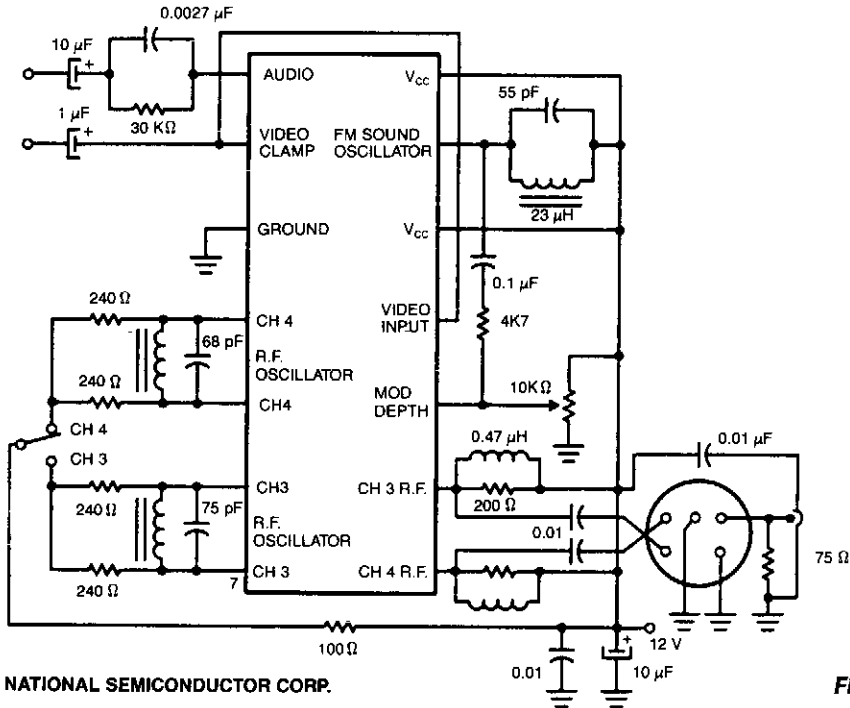 0.0027 µF
10 µF
+
AUDIO
VCC
55 pF
1 µF
+
30 KΩ
VIDEO CLAMP
FM SOUND OSCILLATOR
23 µH
GROUND
VCC
0.1 µF
240 Ω
CH 4
VIDEO INPUT
4K7
68 pF
R.F. OSCILLATOR
240 Ω
CH4
MOD DEPTH
10KΩ
CH 4
CH 3
0.47 µH
0.01 µF
CH3
CH 3 R.F.
200 Ω
240 Ω
75 pF
R.F. OSCILLATOR
0.01
75 Ω
240 Ω
7
CH 3
CH 4 R.F.
100Ω
12 V
+
0.01
10 µF
NATIONAL SEMICONDUCTOR CORP.